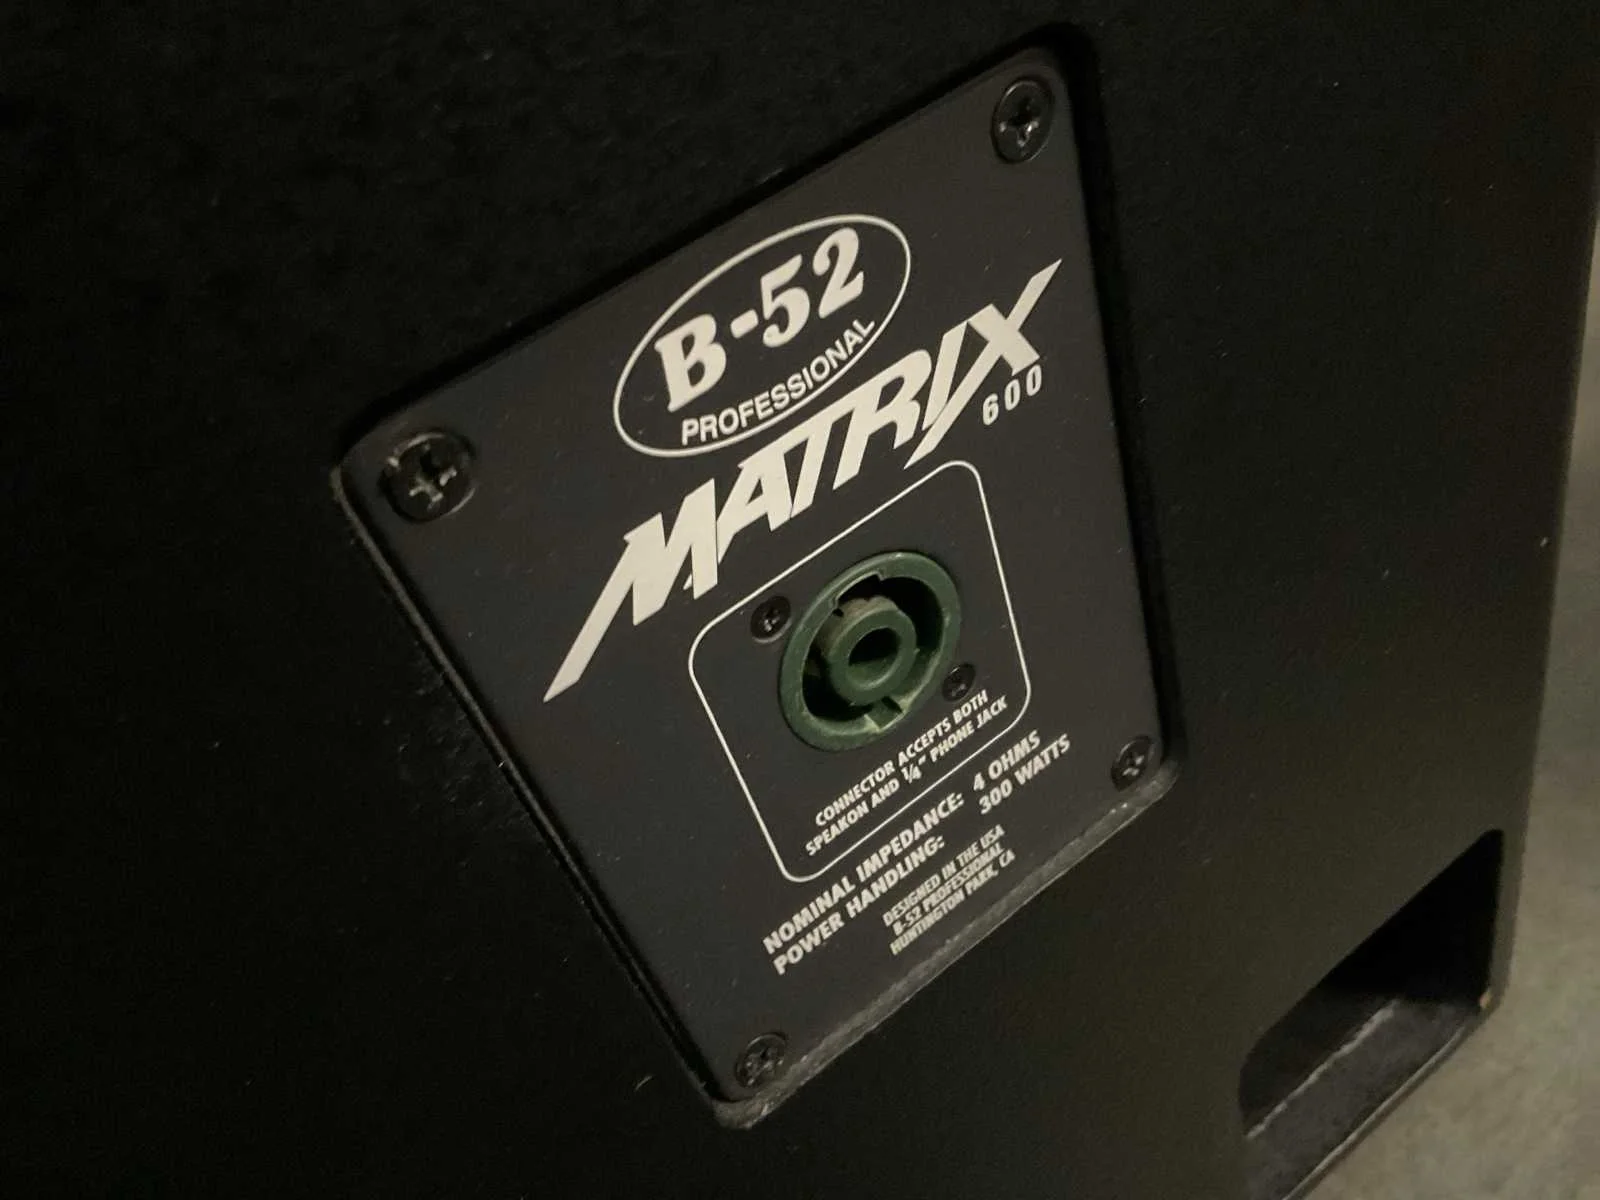 B-52
PROFESSIONAL
MATRIX
600
CONNECTOR ACCEPTS BOTH
SPEAKON AND 1/4" PHONE JACK
NOMINAL IMPEDANCE: 4 OHMS
POWER HANDLING: 300 WATTS
DESIGNED IN THE USA
B-52 PROFESSIONAL
HUNTINGTON PARK, CA